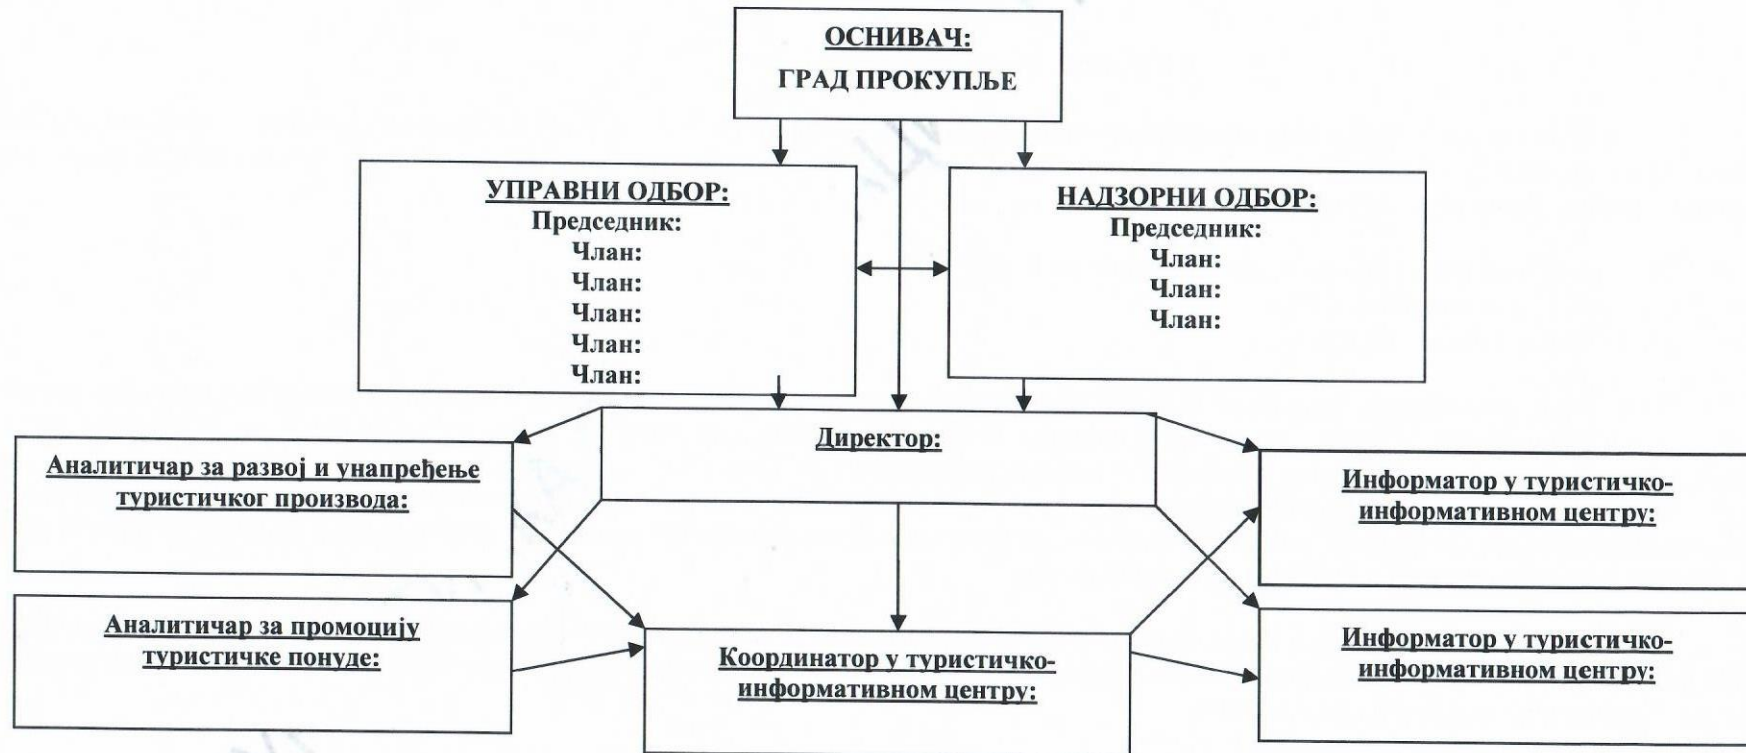 ОСНИВАЧ:
ГРАД ПРОКУПЉЕ
УПРАВНИ ОДБОР:
Председник:
Члан:
Члан:
Члан:
Члан:
Члан:
НАДЗОРНИ ОДБОР:
Председник:
Члан:
Члан:
Члан:
Директор:
Аналитичар за развој и унапређење
туристичког производа:
Информатор у туристичко-
информативном центру:
Аналитичар за промоцију
туристичке понуде:
Координатор у туристичко-
информативном центру:
Информатор у туристичко-
информативном центру: